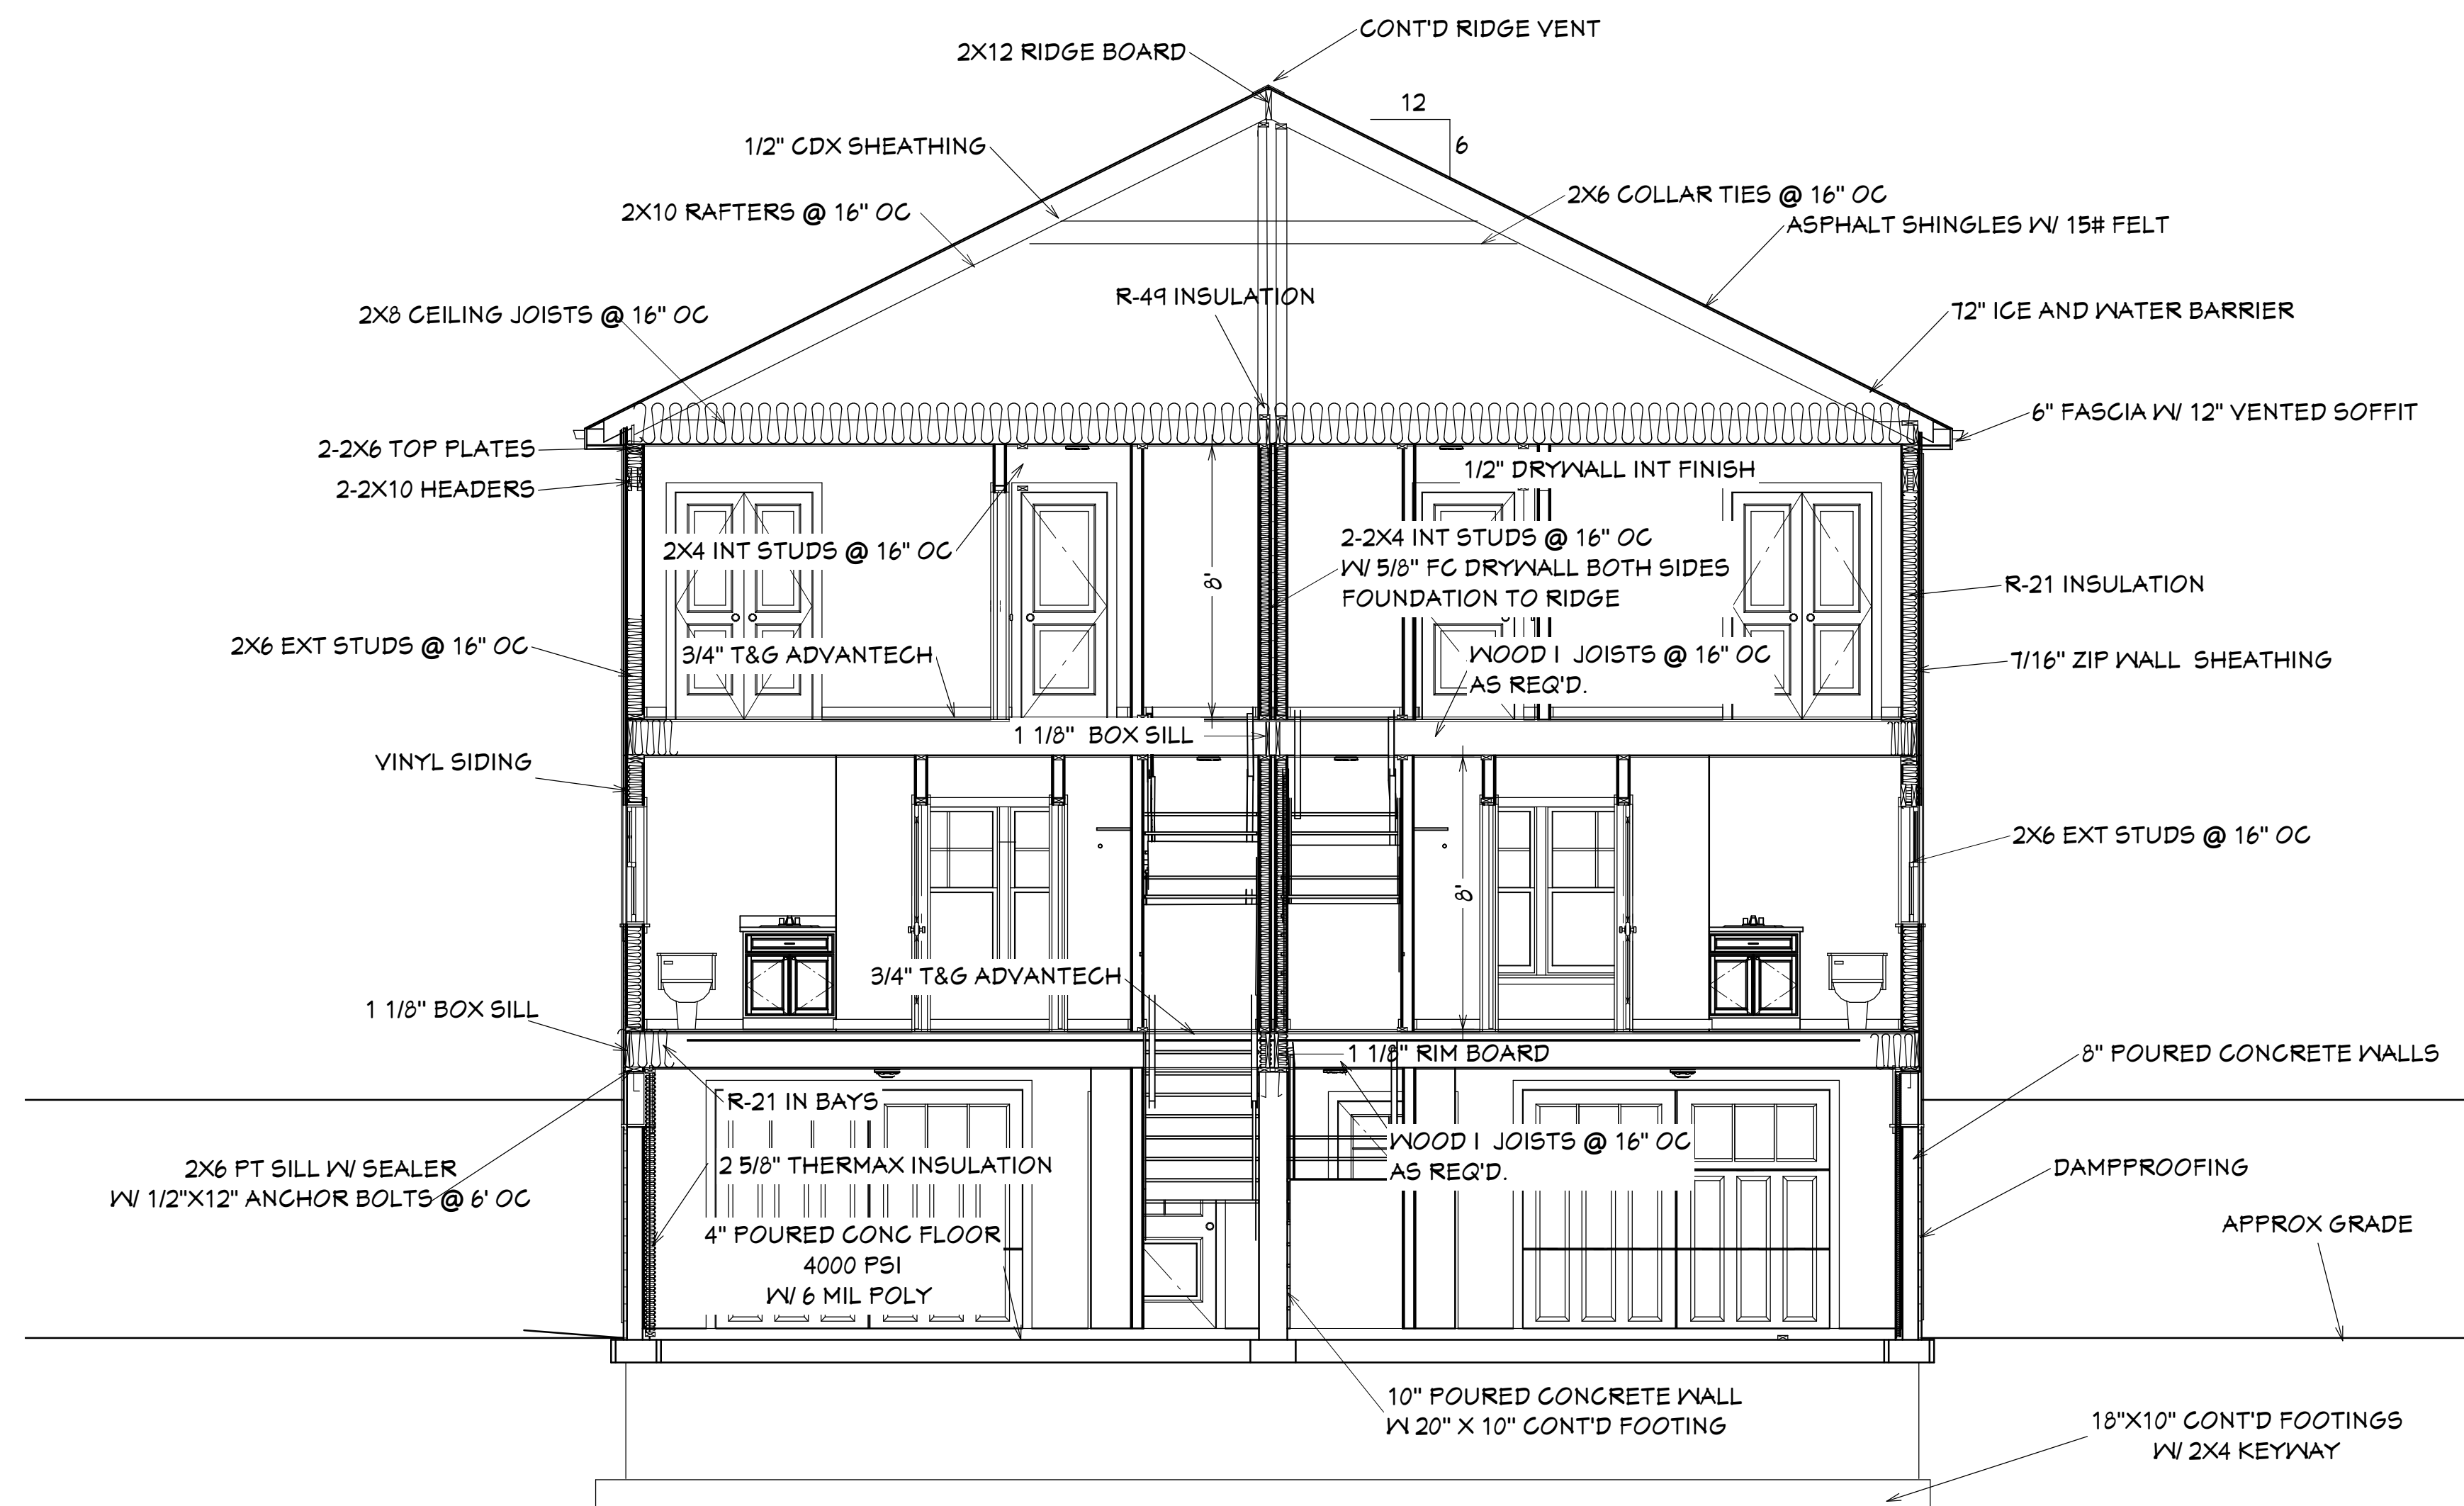 CONT'D RIDGE VENT
2X12 RIDGE BOARD
12
6
1/2" CDX SHEATHING
2X10 RAFTERS @ 16" OC
2X6 COLLAR TIES @ 16" OC
ASPHALT SHINGLES W/ 15# FELT
R-49 INSULATION
2X8 CEILING JOISTS @ 16" OC
72" ICE AND WATER BARRIER
6" FASCIA W/ 12" VENTED SOFFIT
2-2X6 TOP PLATES
2-2X10 HEADERS
1/2" DRYWALL INT FINISH
2X4 INT STUDS @ 16" OC
2-2X4 INT STUDS @ 16" OC
W/ 5/8" FC DRYWALL BOTH SIDES
FOUNDATION TO RIDGE
8'
R-21 INSULATION
2X6 EXT STUDS @ 16" OC
3/4" T&G ADVANTECH
WOOD I JOISTS @ 16" OC
AS REQ'D.
7/16" ZIP WALL SHEATHING
1 1/8" BOX SILL
VINYL SIDING
2X6 EXT STUDS @ 16" OC
8'
3/4" T&G ADVANTECH
1 1/8" BOX SILL
1 1/8" RIM BOARD
8" POURED CONCRETE WALLS
R-21 IN BAYS
WOOD I JOISTS @ 16" OC
AS REQ'D.
2X6 PT SILL W/ SEALER
W/ 1/2"X12" ANCHOR BOLTS @ 6' OC
2 5/8" THERMAX INSULATION
DAMPPROOFING
4" POURED CONC FLOOR
4000 PSI
W/ 6 MIL POLY
APPROX GRADE
10" POURED CONCRETE WALL
W 20" X 10" CONT'D FOOTING
18"X10" CONT'D FOOTINGS
W/ 2X4 KEYWAY